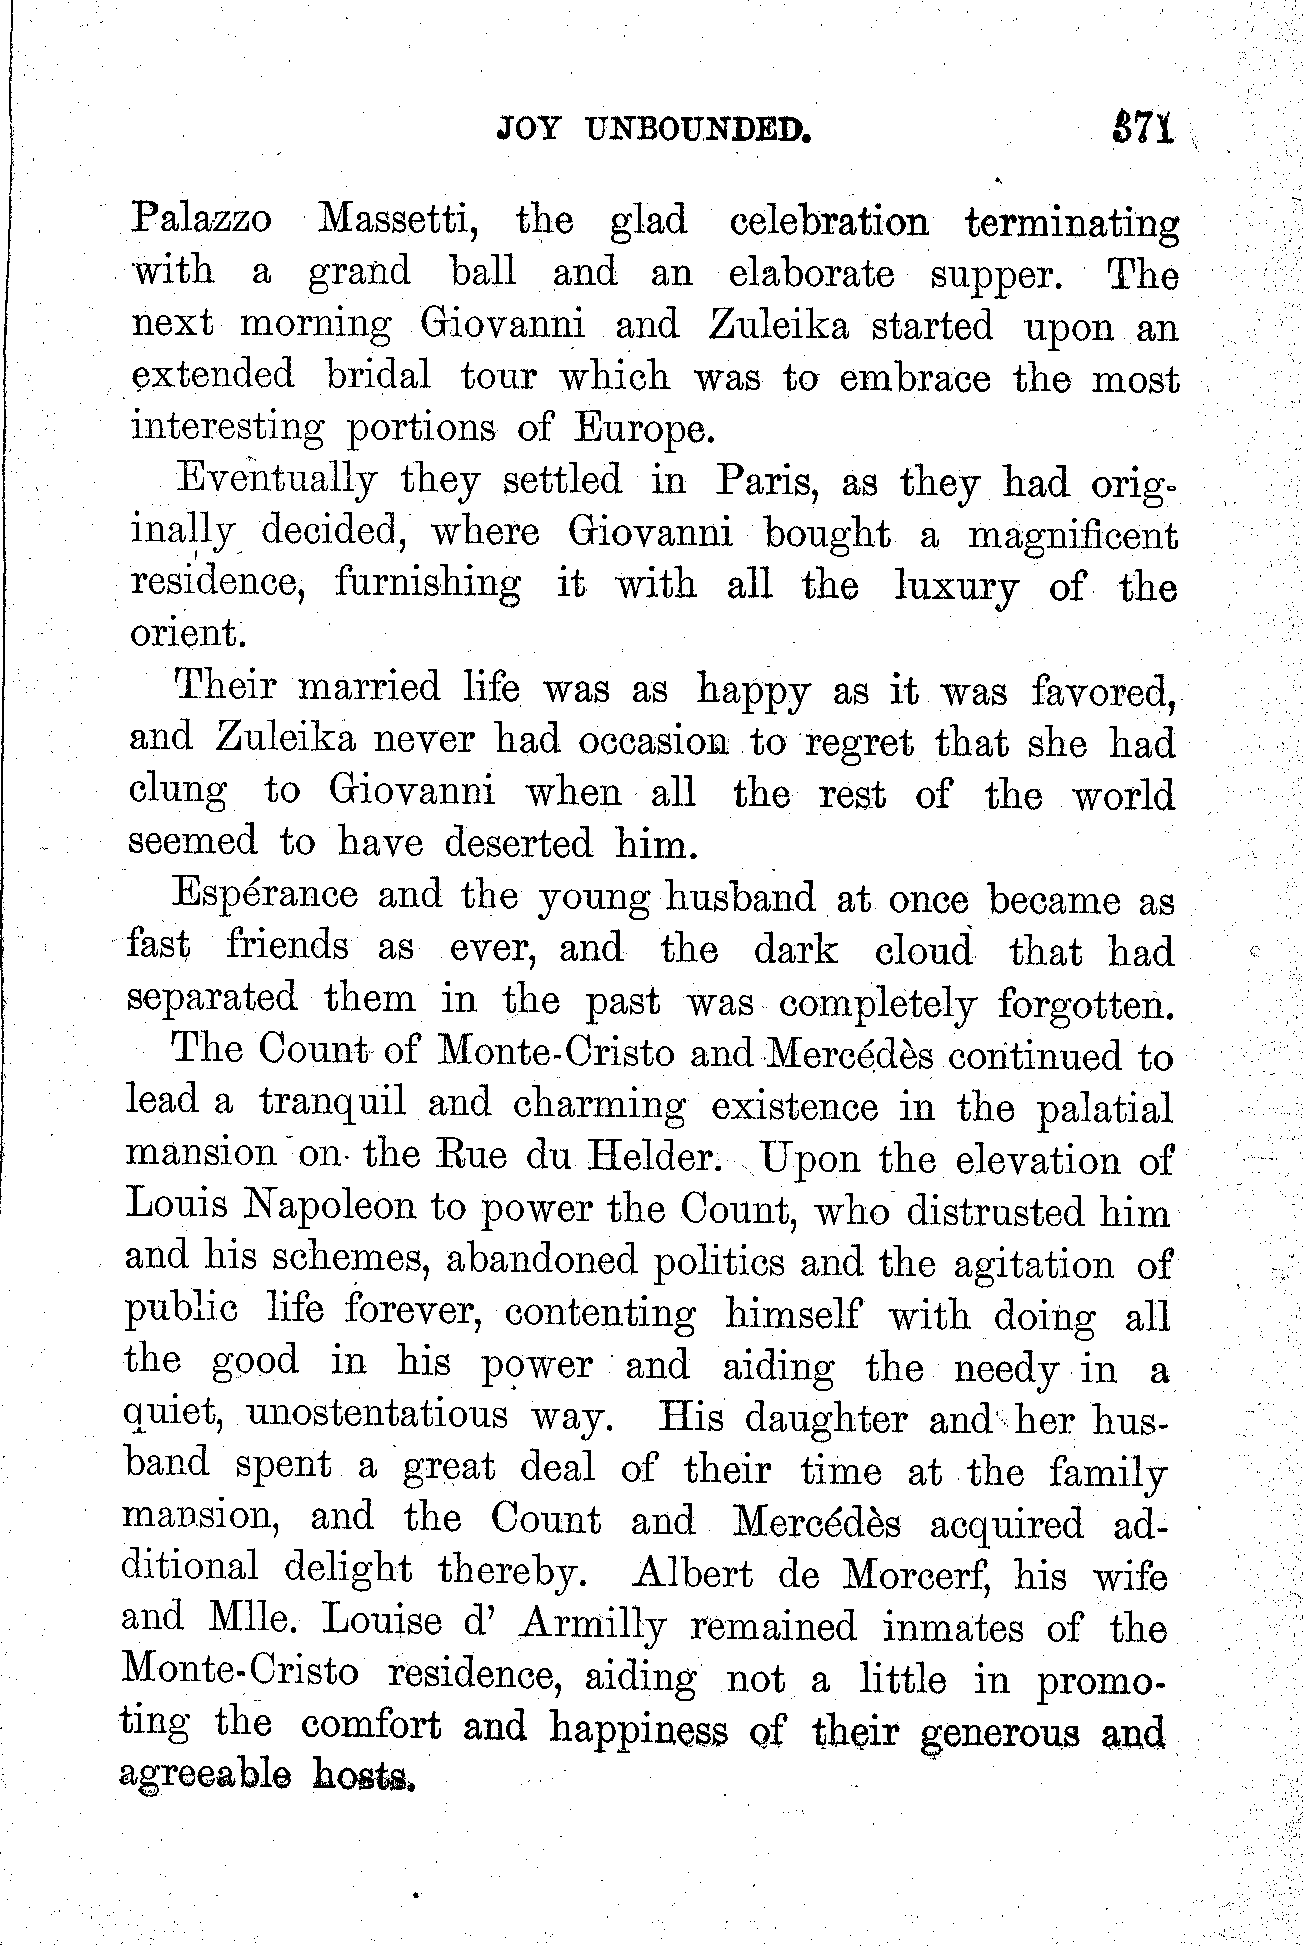 JOY UNBOUNDED. 371
Palazzo Massetti, the glad celebration terminating
with a grand ball and an elaborate supper. The
next morning Giovanni and Zuleika started upon an
extended bridal tour which was to embrace the most
interesting portions of Europe.
Eventually they settled in Paris, as they had orig-
inally decided, where Giovanni bought a magnificent
residence, furnishing it with all the luxury of the
orient.
Their married life was as happy as it was favored,
and Zuleika never had occasion to regret that she had
clung to Giovanni when all the rest of the world
seemed to have deserted him.
Espérance and the young husband at once became as
fast friends as ever, and the dark cloud that had
separated them in the past was completely forgotten.
The Count of Monte-Cristo and Mercédès continued to
lead a tranquil and charming existence in the palatial
mansion on the Rue du Helder. Upon the elevation of
Louis Napoleon to power the Count, who distrusted him
and his schemes, abandoned politics and the agitation of
public life forever, contenting himself with doing all
the good in his power and aiding the needy in a
quiet, unostentatious way. His daughter and her hus-
band spent a great deal of their time at the family
mansion, and the Count and Mercédès acquired ad-
ditional delight thereby. Albert de Morcerf, his wife
and Mlle. Louise d' Armilly remained inmates of the
Monte-Cristo residence, aiding not a little in promo-
ting the comfort and happiness of their generous and
agreeable hosts.